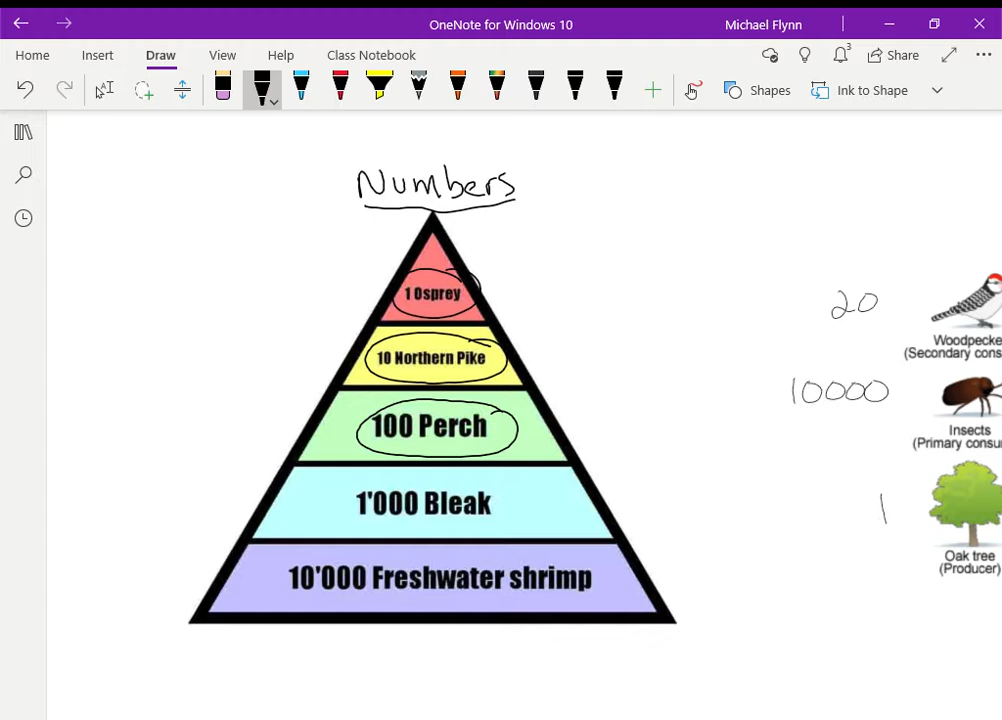 OneNote for Windows 10
Michael Flynn
Home Insert Draw View Help Class Notebook
3
Share
Shapes
Ink to Shape
Numbers
1 Osprey
10 Northern Pike
100 Perch
1'000 Bleak
10'000 Freshwater shrimp
20
Woodpecke
(Secondary cons
10000
Insects
(Primary consu
1
Oak tree
(Producer)